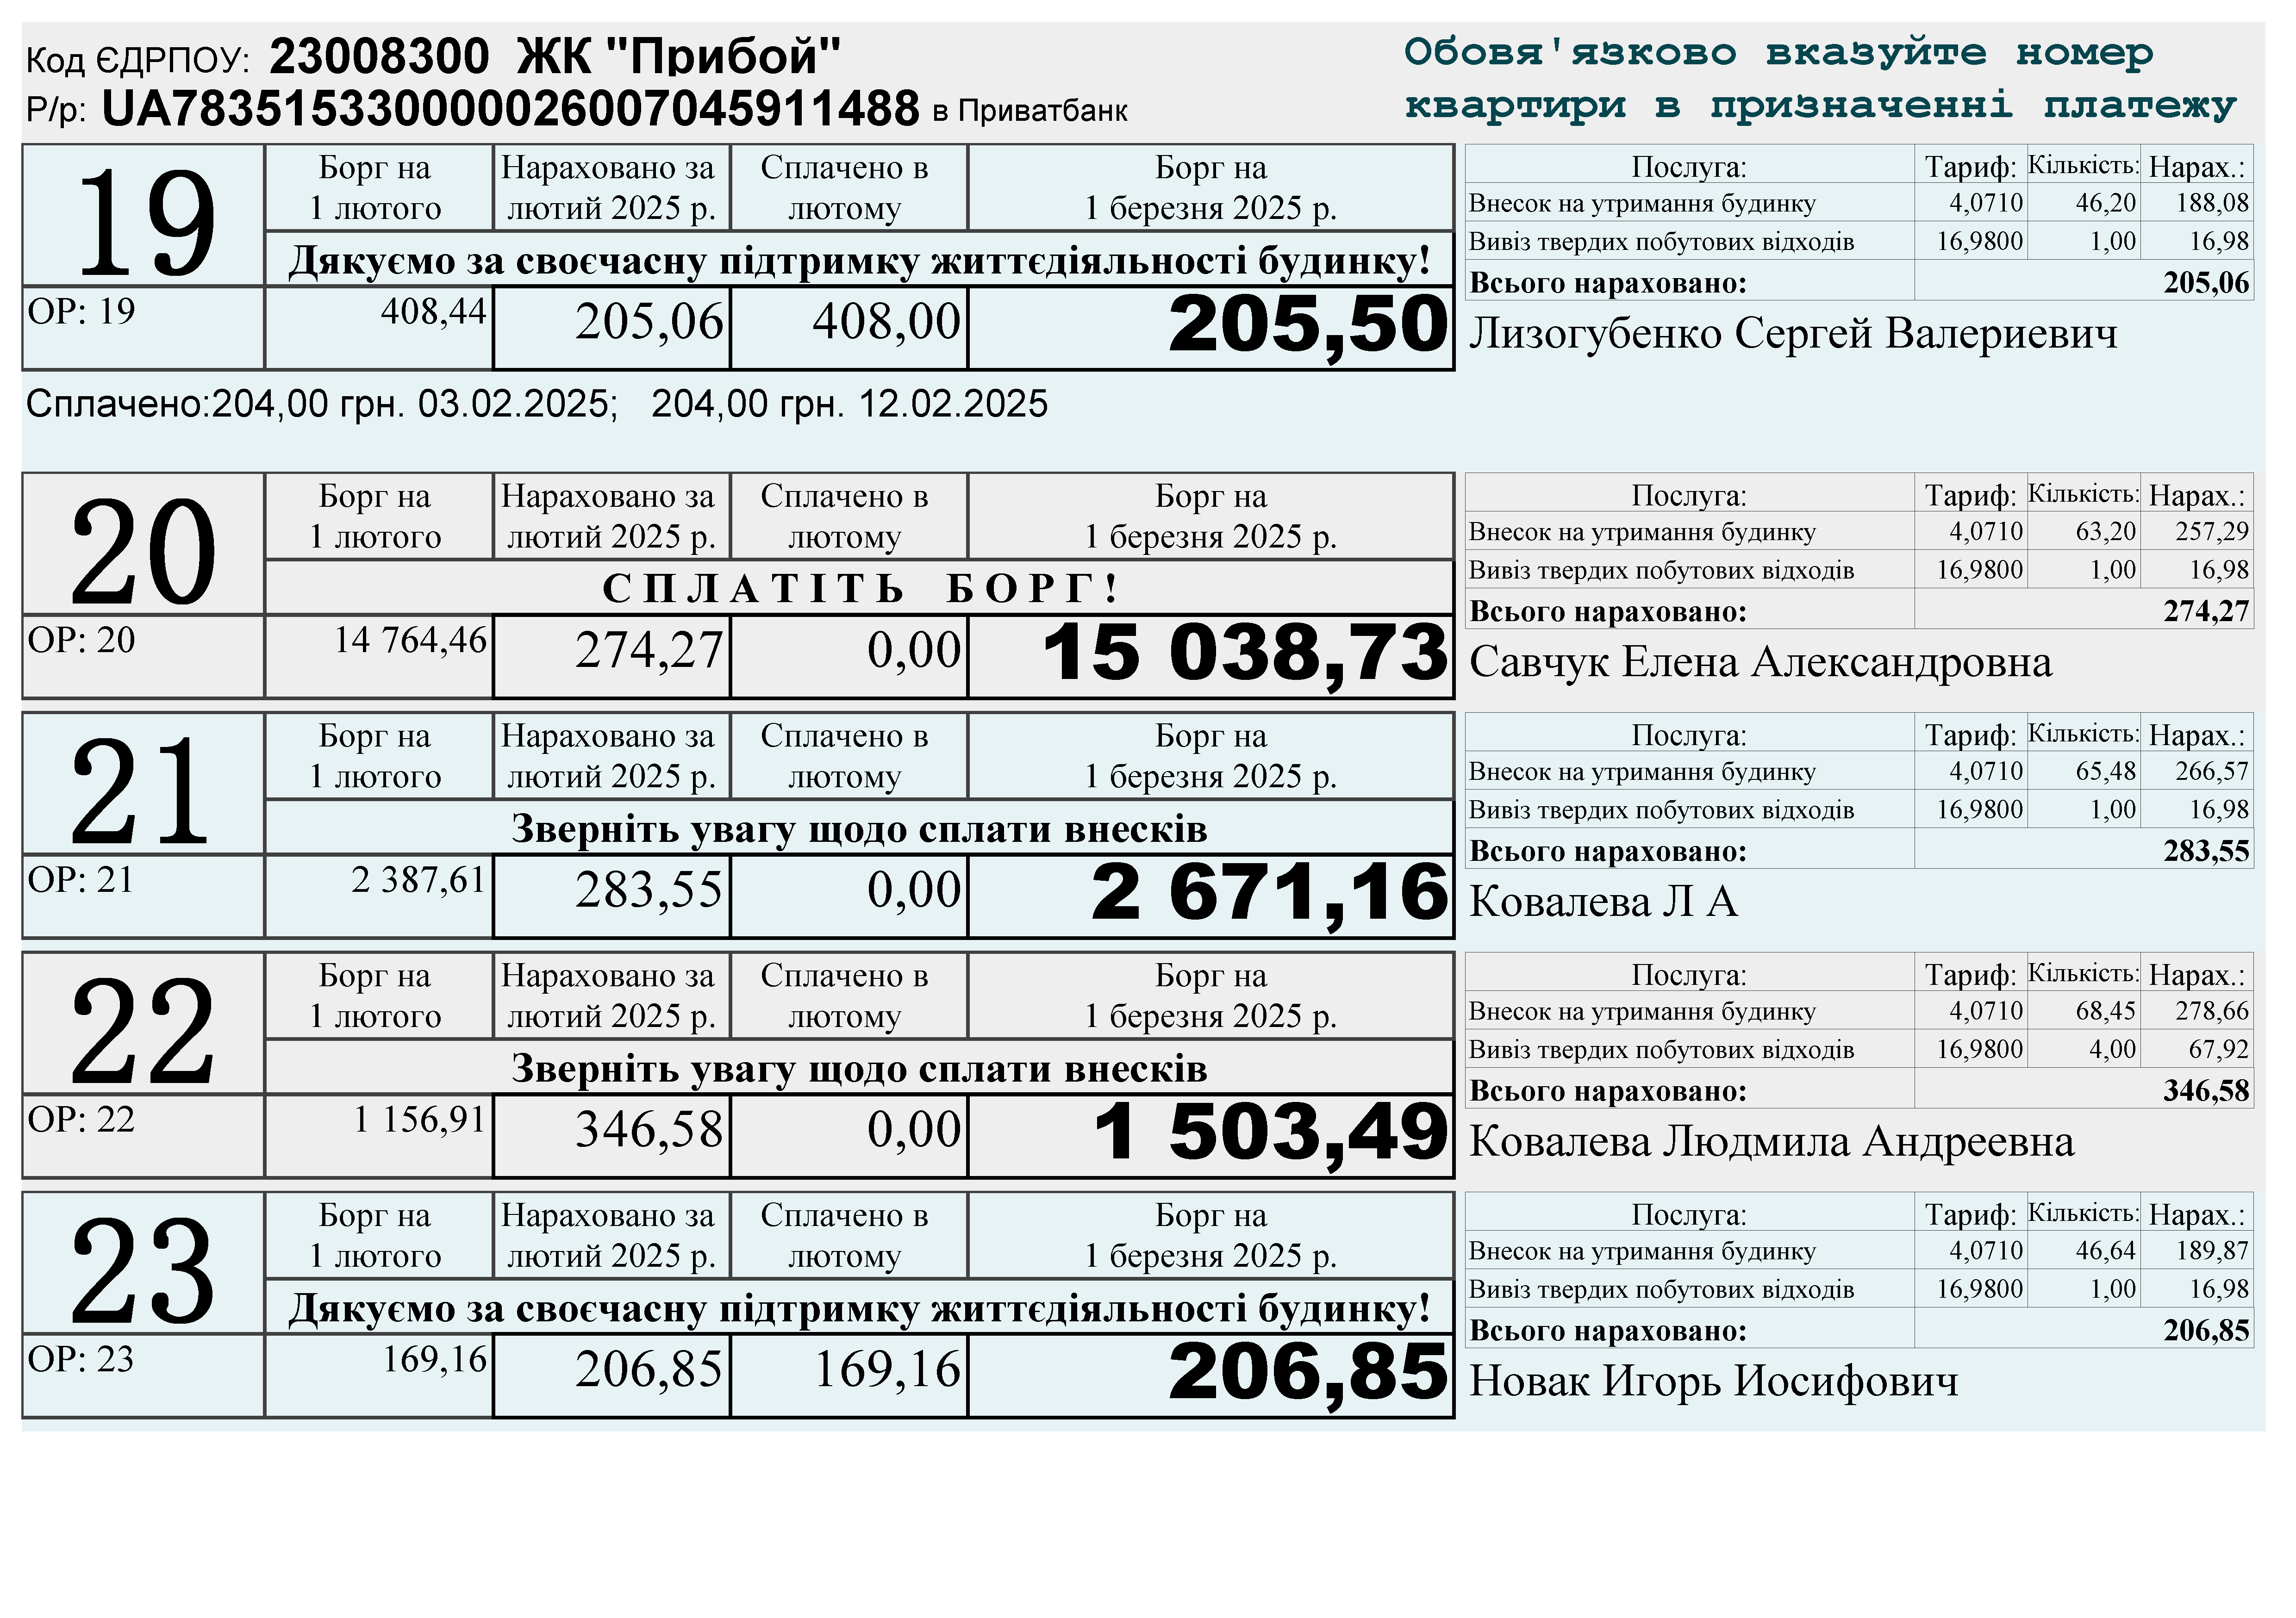 Код ЄДРПОУ: 23008300 ЖК "Прибой"
Р/р: UA783515330000026007045911488 в Приватбанк
Обовя'язково вказуйте номер
квартири в призначенні платежу
19
Борг на
1 лютого
Нараховано за
лютий 2025 р.
Сплачено в
лютому
Борг на
1 березня 2025 р.
Дякуємо за своєчасну підтримку життєдіяльності будинку!
ОР: 19 408,44 205,06 408,00 205,50
Послуга: Тариф: Кількість: Нарах.:
Внесок на утримання будинку 4,0710 46,20 188,08
Вивіз твердих побутових відходів 16,9800 1,00 16,98
Всього нараховано: 205,06
Лизогубенко Сергей Валериевич
Сплачено:204,00 грн. 03.02.2025; 204,00 грн. 12.02.2025
20
Борг на
1 лютого
Нараховано за
лютий 2025 р.
Сплачено в
лютому
Борг на
1 березня 2025 р.
С П Л А Т І Т Ь Б О Р Г !
ОР: 20 14 764,46 274,27 0,00 15 038,73
Послуга: Тариф: Кількість: Нарах.:
Внесок на утримання будинку 4,0710 63,20 257,29
Вивіз твердих побутових відходів 16,9800 1,00 16,98
Всього нараховано: 274,27
Савчук Елена Александровна
21
Борг на
1 лютого
Нараховано за
лютий 2025 р.
Сплачено в
лютому
Борг на
1 березня 2025 р.
Зверніть увагу щодо сплати внесків
ОР: 21 2 387,61 283,55 0,00 2 671,16
Послуга: Тариф: Кількість: Нарах.:
Внесок на утримання будинку 4,0710 65,48 266,57
Вивіз твердих побутових відходів 16,9800 1,00 16,98
Всього нараховано: 283,55
Ковалева Л А
22
Борг на
1 лютого
Нараховано за
лютий 2025 р.
Сплачено в
лютому
Борг на
1 березня 2025 р.
Зверніть увагу щодо сплати внесків
ОР: 22 1 156,91 346,58 0,00 1 503,49
Послуга: Тариф: Кількість: Нарах.:
Внесок на утримання будинку 4,0710 68,45 278,66
Вивіз твердих побутових відходів 16,9800 4,00 67,92
Всього нараховано: 346,58
Ковалева Людмила Андреевна
23
Борг на
1 лютого
Нараховано за
лютий 2025 р.
Сплачено в
лютому
Борг на
1 березня 2025 р.
Дякуємо за своєчасну підтримку життєдіяльності будинку!
ОР: 23 169,16 206,85 169,16 206,85
Послуга: Тариф: Кількість: Нарах.:
Внесок на утримання будинку 4,0710 46,64 189,87
Вивіз твердих побутових відходів 16,9800 1,00 16,98
Всього нараховано: 206,85
Новак Игорь Иосифович